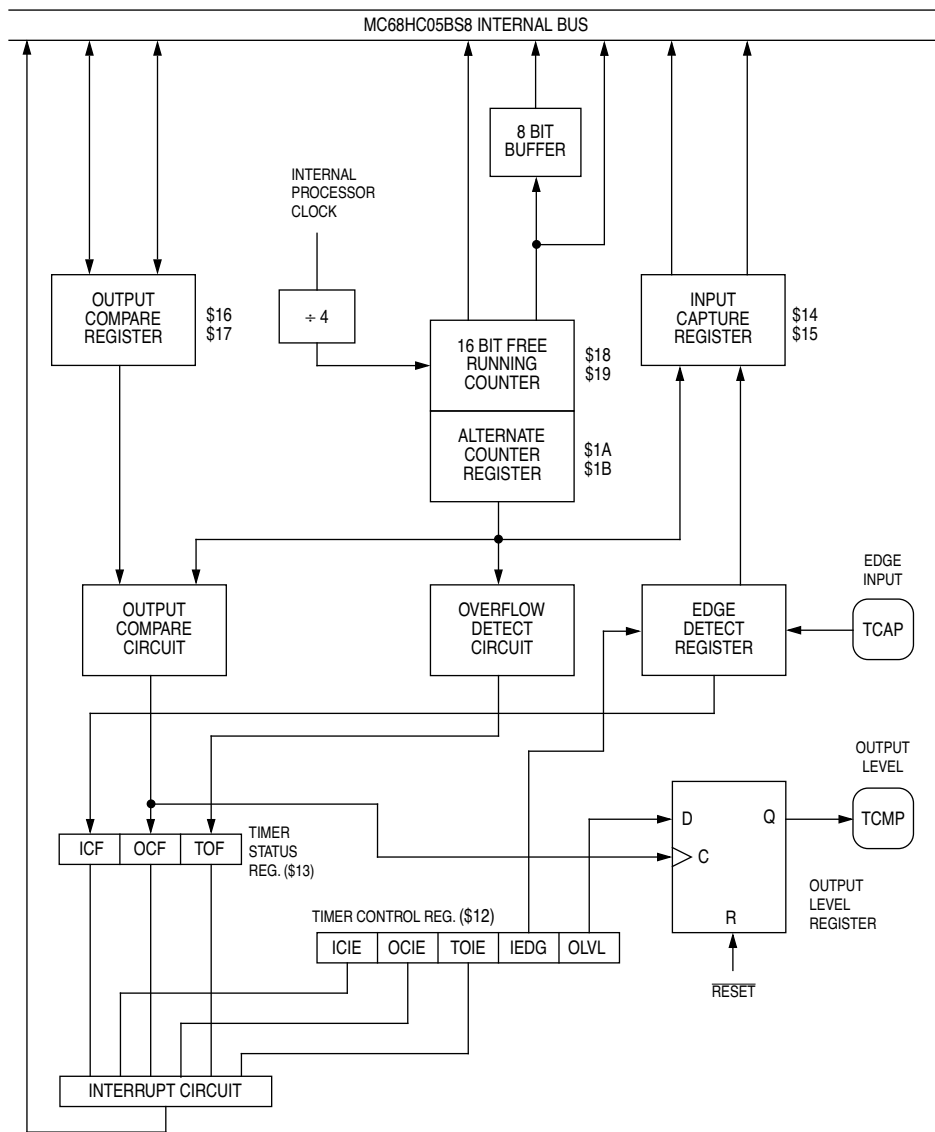 MC68HC05BS8 INTERNAL BUS
8 BIT
BUFFER
INTERNAL
PROCESSOR
CLOCK
OUTPUT
COMPARE
REGISTER
$16
$17
÷ 4
16 BIT FREE
RUNNING
COUNTER
$18
$19
INPUT
CAPTURE
REGISTER
$14
$15
ALTERNATE
COUNTER
REGISTER
$1A
$1B
OUTPUT
COMPARE
CIRCUIT
OVERFLOW
DETECT
CIRCUIT
EDGE
DETECT
REGISTER
EDGE
INPUT
TCAP
OUTPUT
LEVEL
TCMP
D
Q
C
R
OUTPUT
LEVEL
REGISTER
RESET
ICF OCF TOF
TIMER
STATUS
REG. ($13)
TIMER CONTROL REG. ($12)
ICIE OCIE TOIE IEDG OLVL
INTERRUPT CIRCUIT